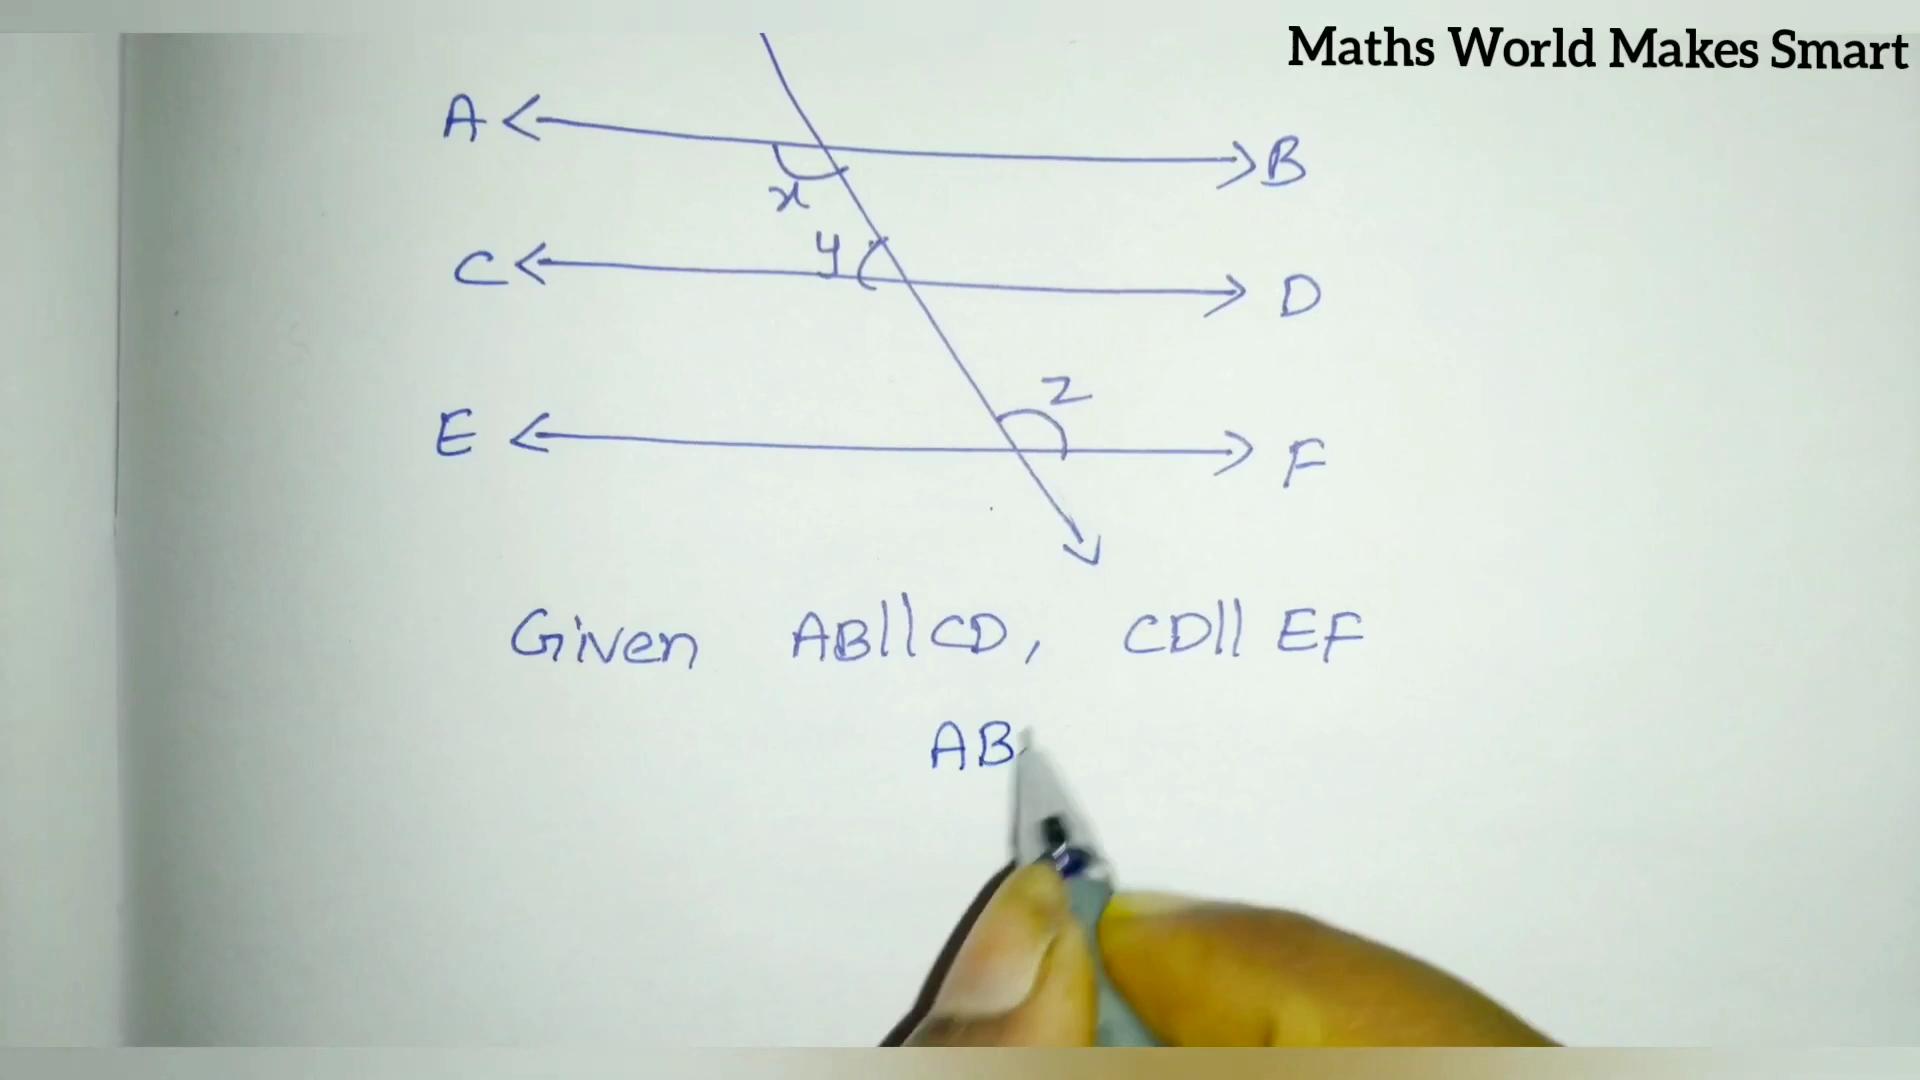 Maths World Makes Smart
A B
x
y
C D
z
E F
Given AB||CD, CD|| EF
AB